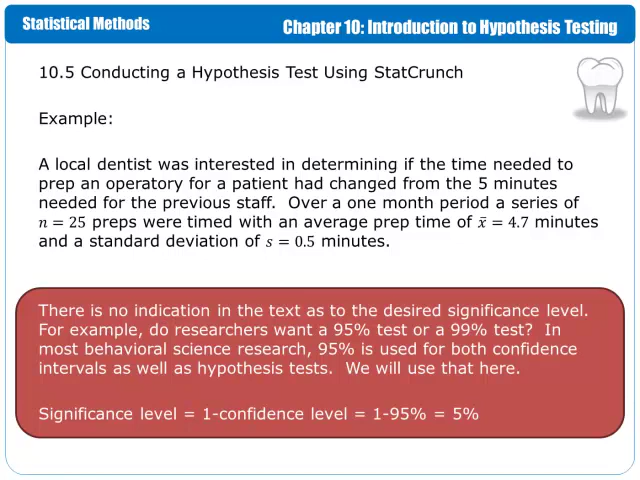 Statistical Methods
Chapter 10: Introduction to Hypothesis Testing
10.5 Conducting a Hypothesis Test Using StatCrunch
Example:
A local dentist was interested in determining if the time needed to
prep an operatory for a patient had changed from the 5 minutes
needed for the previous staff.  Over a one month period a series of
n = 25 preps were timed with an average prep time of x̄ = 4.7 minutes
and a standard deviation of s = 0.5 minutes.
There is no indication in the text as to the desired significance level.
For example, do researchers want a 95% test or a 99% test?  In
most behavioral science research, 95% is used for both confidence
intervals as well as hypothesis tests.  We will use that here.
Significance level = 1-confidence level = 1-95% = 5%